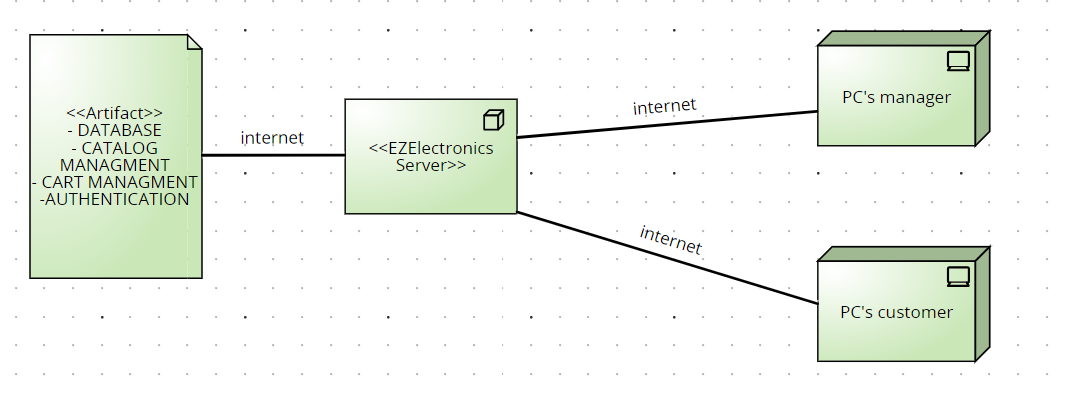 <<Artifact>>
- DATABASE
- CATALOG
MANAGMENT
- CART MANAGMENT
-AUTHENTICATION
internet
<<EZElectronics
Server>>
internet
PC's manager
internet
PC's customer